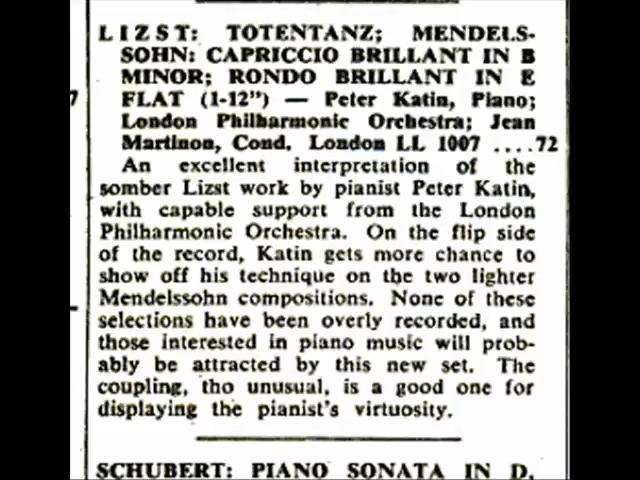 LIZST: TOTENTANZ; MENDELS-
SOHN: CAPRICCIO BRILLANT IN B
MINOR; RONDO BRILLANT IN E
FLAT (1-12") — Peter Katin, Piano;
London Philharmonic Orchestra; Jean
Martinon, Cond. London LL 1007 ....72
An excellent interpretation of the
somber Lizst work by pianist Peter Katin,
with capable support from the London
Philharmonic Orchestra. On the flip side
of the record, Katin gets more chance to
show off his technique on the two lighter
Mendelssohn compositions. None of these
selections have been overly recorded, and
those interested in piano music will prob-
ably be attracted by this new set. The
coupling, tho unusual, is a good one for
displaying the pianist's virtuosity.
SCHUBERT: PIANO SONATA IN D,